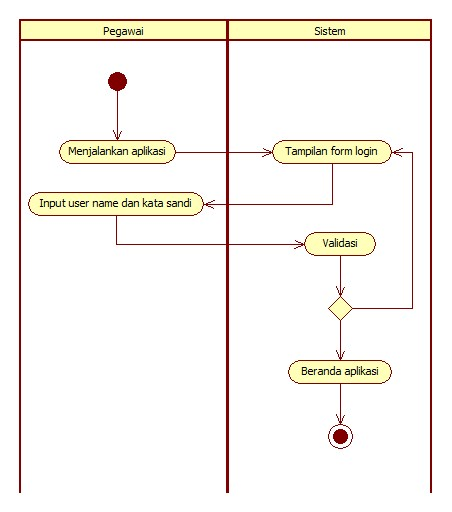 Pegawai
Sistem
Menjalankan aplikasi
Tampilan form login
Input user name dan kata sandi
Validasi
Beranda aplikasi